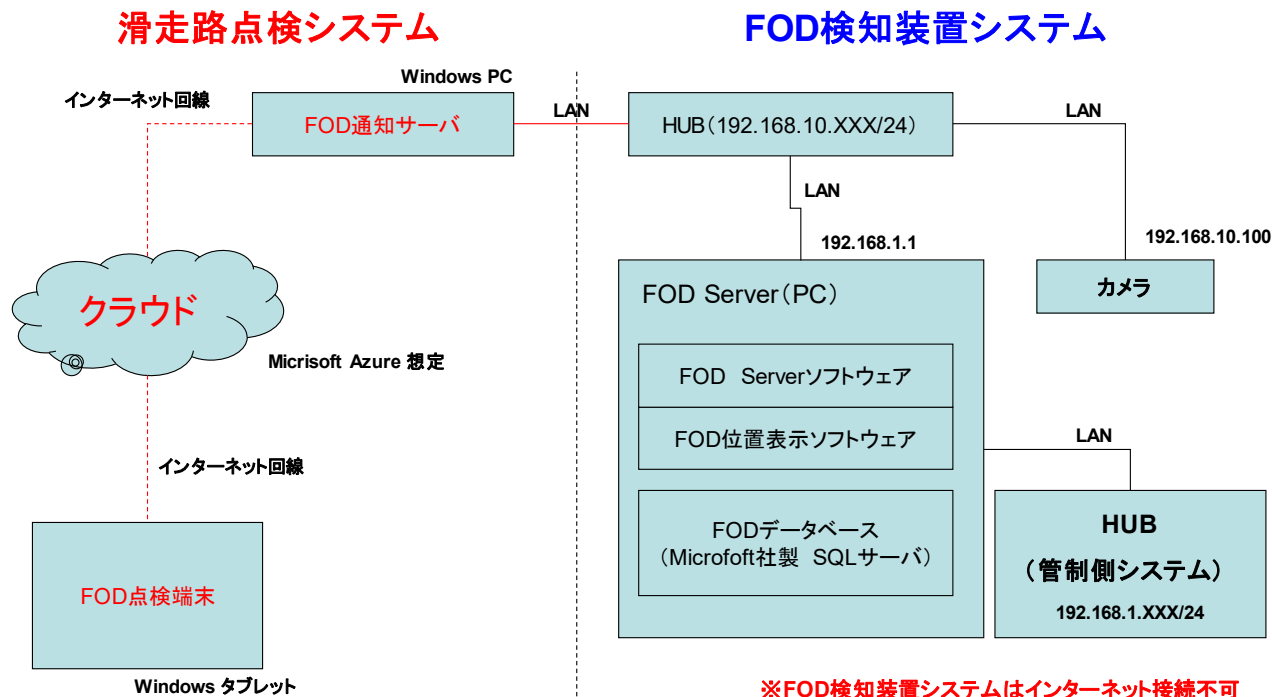 滑走路点検システム
FOD検知装置システム
Windows PC
インターネット回線
FOD通知サーバ
LAN
HUB（192.168.10.XXX/24）
LAN
LAN
192.168.1.1
192.168.10.100
カメラ
クラウド
Micrisoft Azure 想定
FOD Server（PC）
FOD　Serverソフトウェア
FOD位置表示ソフトウェア
LAN
インターネット回線
FODデータベース
（Microfoft社製　SQLサーバ）
HUB
（管制側システム）
192.168.1.XXX/24
FOD点検端末
Windows タブレット
※FOD検知装置システムはインターネット接続不可